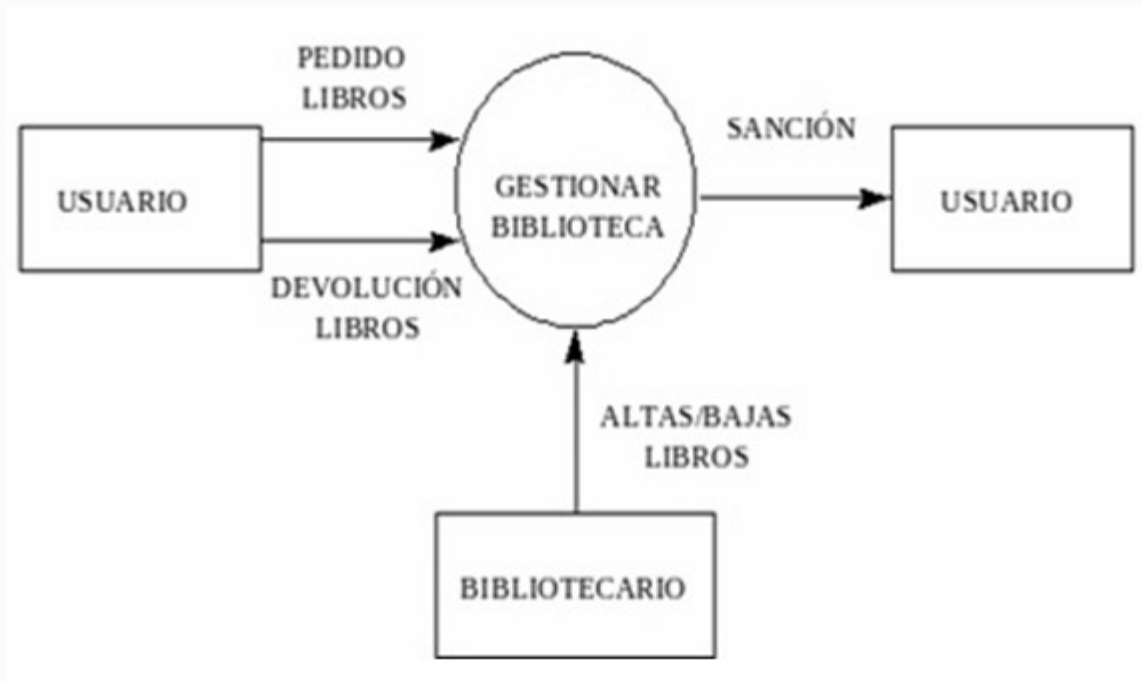 PEDIDO
LIBROS
USUARIO
DEVOLUCIÓN
LIBROS
GESTIONAR
BIBLIOTECA
SANCIÓN
USUARIO
ALTAS/BAJAS
LIBROS
BIBLIOTECARIO